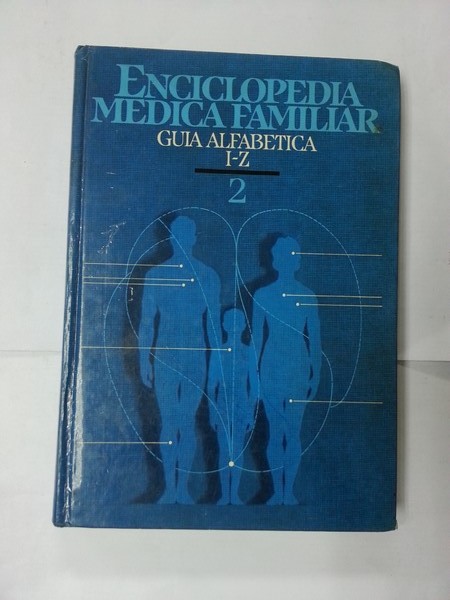 ENCICLOPEDIA
MEDICA FAMILIAR
GUIA ALFABETICA
I-Z
2